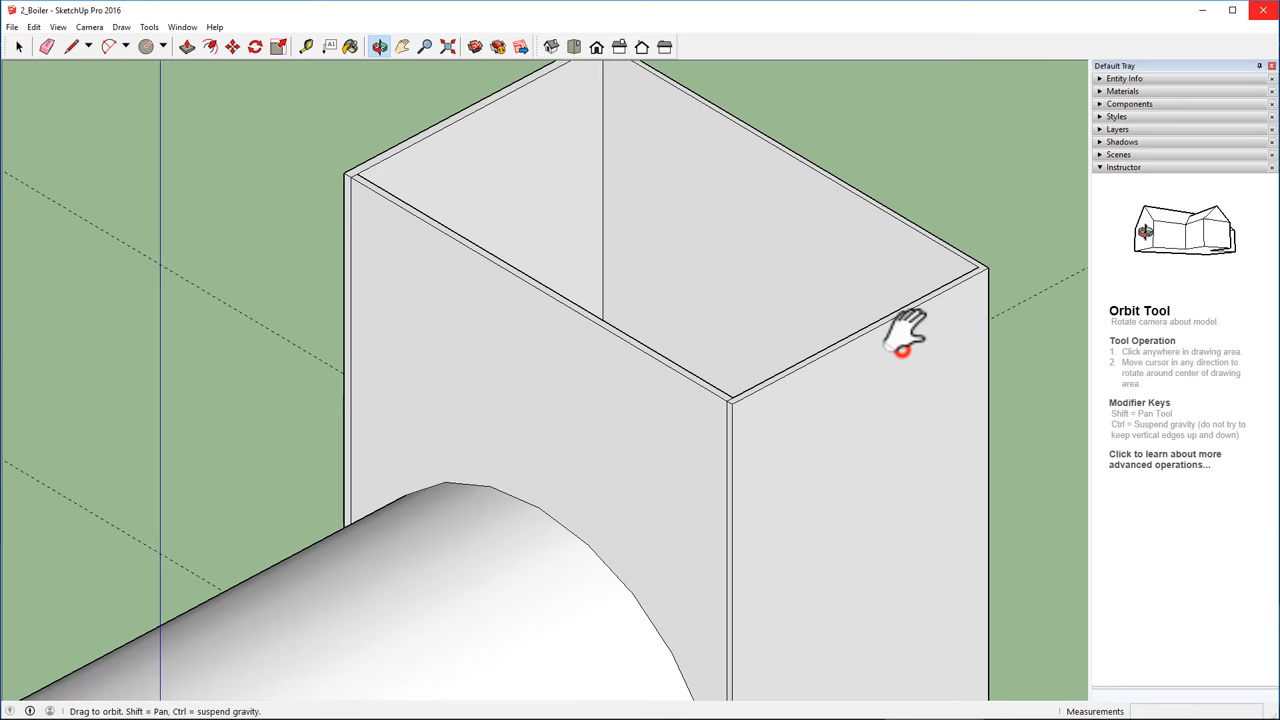 2_Boiler - SketchUp Pro 2016
File Edit View Camera Draw Tools Window Help
A1
Default Tray
Entity Info
Materials
Components
Styles
Layers
Shadows
Scenes
Instructor
Orbit Tool
Rotate camera about model.
Tool Operation
1. Click anywhere in drawing area.
2. Move cursor in any direction to
rotate around center of drawing
area.
Modifier Keys
Shift = Pan Tool
Ctrl = Suspend gravity (do not try to
keep vertical edges up and down)
Click to learn about more
advanced operations...
Drag to orbit. Shift = Pan, Ctrl = suspend gravity.
Measurements